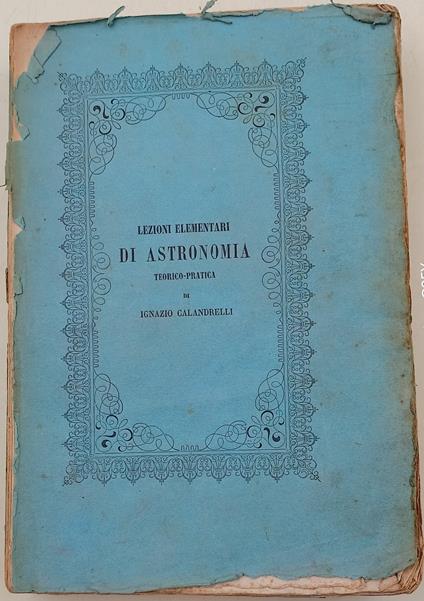 LEZIONI ELEMENTARI
DI ASTRONOMIA
TEORICO-PRATICA
DI
IGNAZIO CALANDRELLI